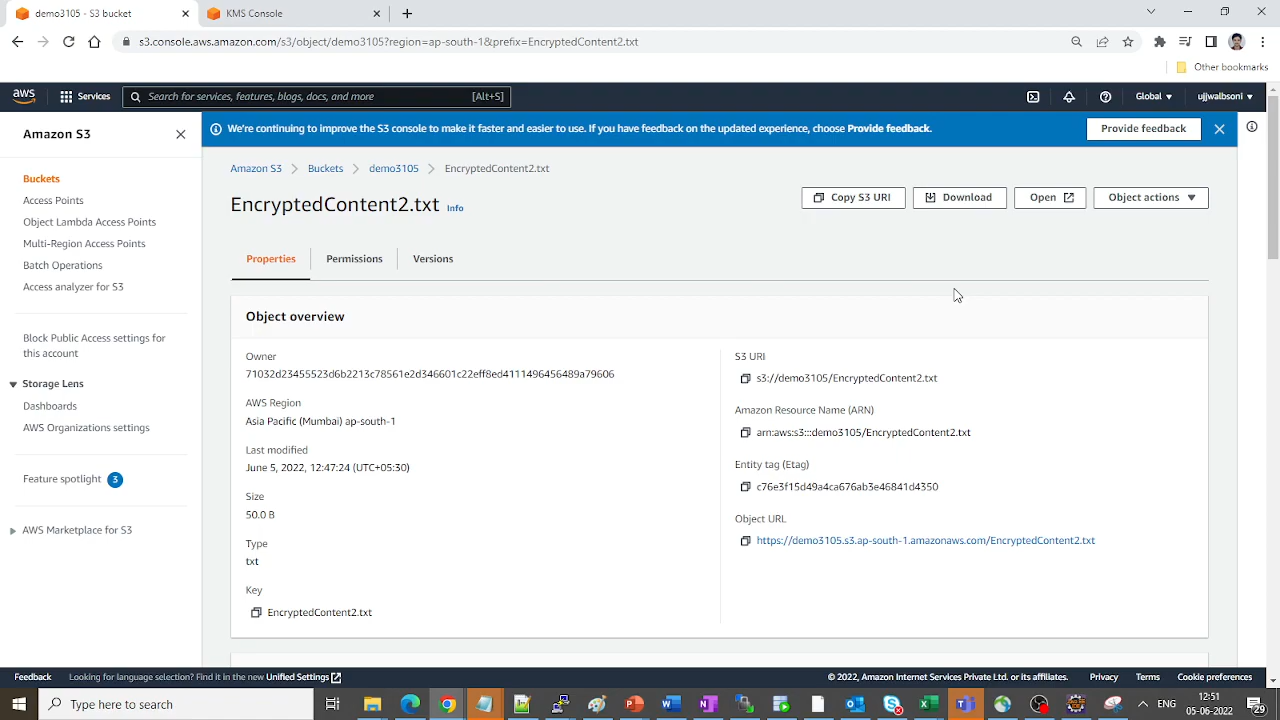 demo3105 - S3 bucket
KMS Console
s3.console.aws.amazon.com/s3/object/demo3105?region=ap-south-1&prefix=EncryptedContent2.txt
Other bookmarks
aws
Services
Search for services, features, blogs, docs, and more
[Alt+S]
Global
ujjwalbsoni
Amazon S3
We're continuing to improve the S3 console to make it faster and easier to use. If you have feedback on the updated experience, choose Provide feedback.
Provide feedback
Buckets
Access Points
Object Lambda Access Points
Multi-Region Access Points
Batch Operations
Access analyzer for S3
Block Public Access settings for
this account
Storage Lens
Dashboards
AWS Organizations settings
Feature spotlight 3
AWS Marketplace for S3
Amazon S3 > Buckets > demo3105 > EncryptedContent2.txt
EncryptedContent2.txt Info
Copy S3 URI
Download
Open
Object actions
Properties
Permissions
Versions
Object overview
Owner
71032d23455523d6b2213c78561e2d346601c22eff8ed4111496456489a79606
AWS Region
Asia Pacific (Mumbai) ap-south-1
Last modified
June 5, 2022, 12:47:24 (UTC+05:30)
Size
50.0 B
Type
txt
Key
EncryptedContent2.txt
S3 URI
s3://demo3105/EncryptedContent2.txt
Amazon Resource Name (ARN)
arn:aws:s3:::demo3105/EncryptedContent2.txt
Entity tag (Etag)
c76e3f15d49a4ca676ab3e46841d4350
Object URL
https://demo3105.s3.ap-south-1.amazonaws.com/EncryptedContent2.txt
Feedback
Looking for language selection? Find it in the new Unified Settings
© 2022, Amazon Internet Services Private Ltd. or its affiliates.
Privacy
Terms
Cookie preferences
Type here to search
ENG
12:51
05-06-2022
29